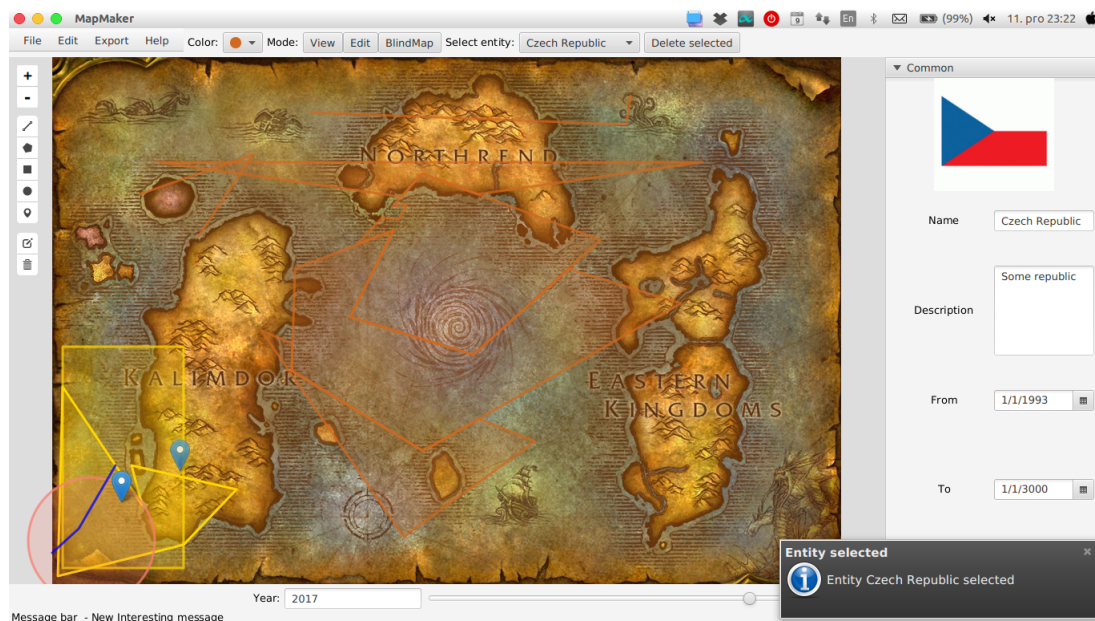 MapMaker
9
En
(99%)
11. pro 23:22
File Edit Export Help Color: Mode: View Edit BlindMap Select entity: Czech Republic Delete selected
+
-
Common
NORTHREND
KALIMDOR
EASTERN
KINGDOMS
Name Czech Republic
Description Some republic
From 1/1/1993
To 1/1/3000
Entity selected
Entity Czech Republic selected
Year: 2017
Message bar - New Interesting message